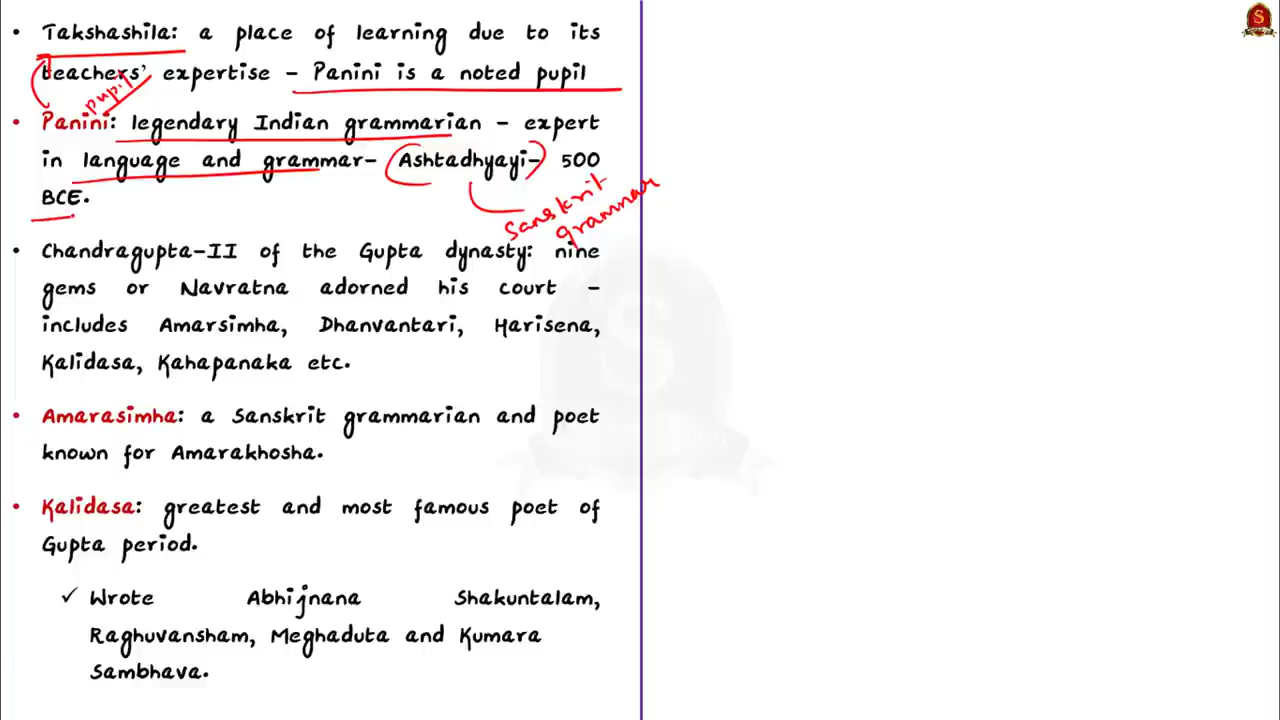 • Takshashila: a place of learning due to its
teachers' expertise - Panini is a noted pupil
pupil
• Panini: legendary Indian grammarian - expert
in language and grammar- Ashtadhyayi- 500
BCE.
Sanskrit
grammar
• Chandragupta-II of the Gupta dynasty: nine
gems or Navratna adorned his court -
includes Amarsimha, Dhanvantari, Harisena,
Kalidasa, Kahapanaka etc.
• Amarasimha: a Sanskrit grammarian and poet
known for Amarakhosha.
• Kalidasa: greatest and most famous poet of
Gupta period.
✓ Wrote Abhijnana Shakuntalam,
Raghuvansham, Meghaduta and Kumara
Sambhava.
S